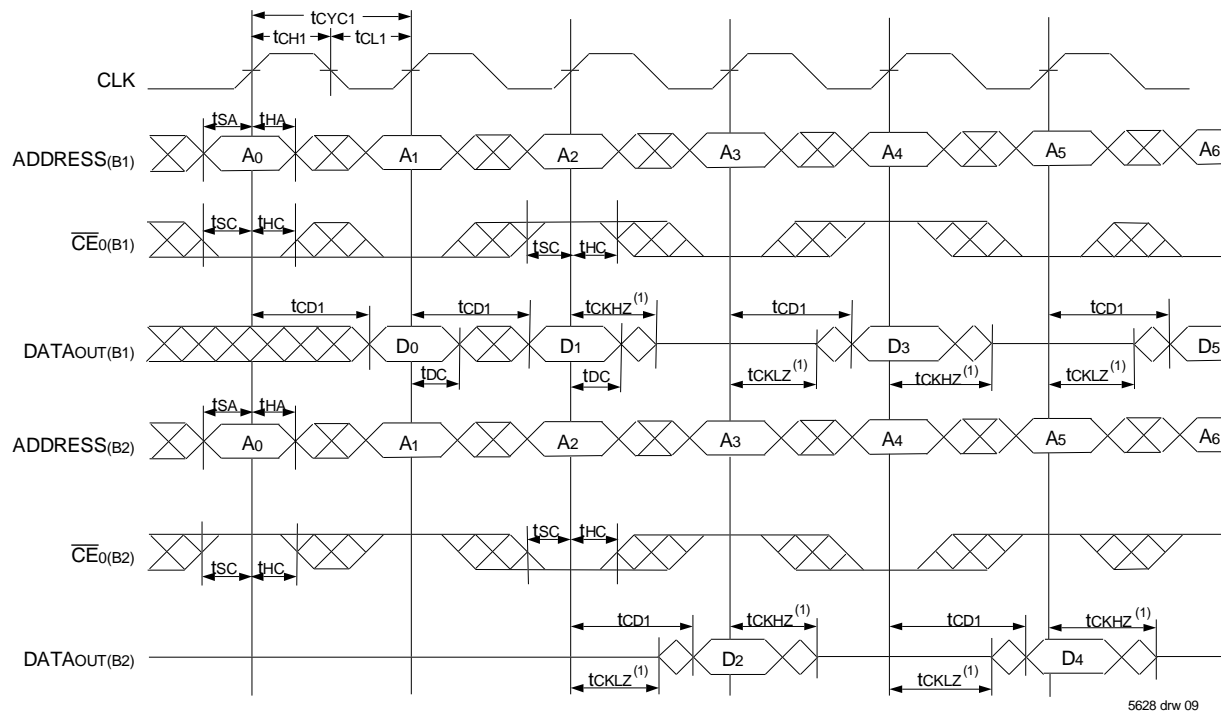 tCYC1
tCH1 tCL1
CLK
tSA tHA
ADDRESS(B1) A0 A1 A2 A3 A4 A5 A6
tSC tHC
CE0(B1) tSC tHC
tCD1 tCD1 tCKHZ(1) tCD1 tCD1
DATAOUT(B1) D0 D1 D3 D5
tDC tDC tCKLZ(1) tCKHZ(1) tCKLZ(1)
tSA tHA
ADDRESS(B2) A0 A1 A2 A3 A4 A5 A6
tSC tHC
CE0(B2)
tSC tHC
tCD1 tCKHZ(1) tCD1 tCKHZ(1)
DATAOUT(B2) D2 D4
tCKLZ(1) tCKLZ(1)
5628 drw 09